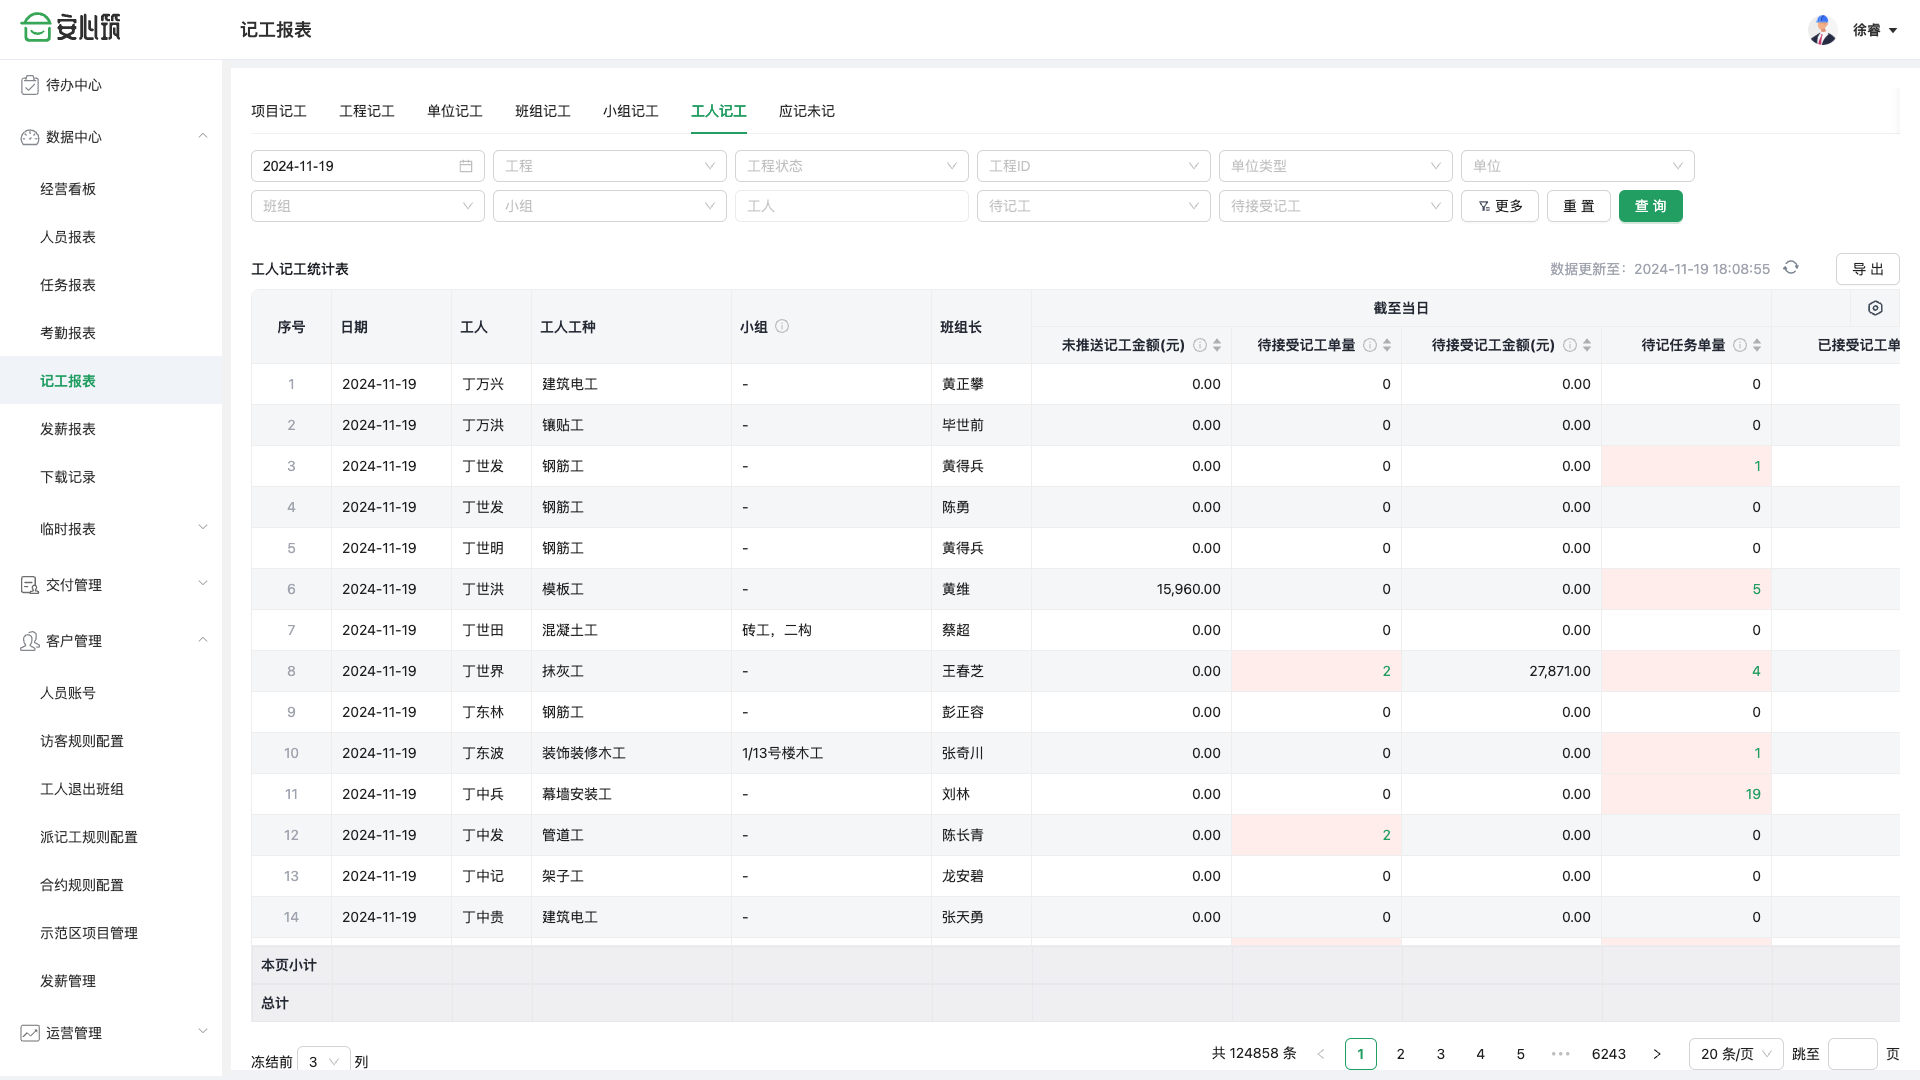 安心筑
记工报表
徐睿
待办中心
数据中心
经营看板
人员报表
任务报表
考勤报表
记工报表
发薪报表
下载记录
临时报表
交付管理
客户管理
人员账号
访客规则配置
工人退出班组
派记工规则配置
合约规则配置
示范区项目管理
发薪管理
运营管理
项目记工 工程记工 单位记工 班组记工 小组记工 工人记工 应记未记
2024-11-19 工程 工程状态 工程ID 单位类型 单位
班组 小组 工人 待记工 待接受记工 更多 重 置 查 询
工人记工统计表 数据更新至：2024-11-19 18:08:55 导 出
截至当日
序号 日期 工人 工人工种 小组 班组长
未推送记工金额(元) 待接受记工单量 待接受记工金额(元) 待记任务单量 已接受记工单
1 2024-11-19 丁万兴 建筑电工 - 黄正攀 0.00 0 0.00 0
2 2024-11-19 丁万洪 镶贴工 - 毕世前 0.00 0 0.00 0
3 2024-11-19 丁世发 钢筋工 - 黄得兵 0.00 0 0.00 1
4 2024-11-19 丁世发 钢筋工 - 陈勇 0.00 0 0.00 0
5 2024-11-19 丁世明 钢筋工 - 黄得兵 0.00 0 0.00 0
6 2024-11-19 丁世洪 模板工 - 黄维 15,960.00 0 0.00 5
7 2024-11-19 丁世田 混凝土工 砖工，二构 蔡超 0.00 0 0.00 0
8 2024-11-19 丁世界 抹灰工 - 王春芝 0.00 2 27,871.00 4
9 2024-11-19 丁东林 钢筋工 - 彭正容 0.00 0 0.00 0
10 2024-11-19 丁东波 装饰装修木工 1/13号楼木工 张奇川 0.00 0 0.00 1
11 2024-11-19 丁中兵 幕墙安装工 - 刘林 0.00 0 0.00 19
12 2024-11-19 丁中发 管道工 - 陈长青 0.00 2 0.00 0
13 2024-11-19 丁中记 架子工 - 龙安碧 0.00 0 0.00 0
14 2024-11-19 丁中贵 建筑电工 - 张天勇 0.00 0 0.00 0
本页小计
总计
冻结前 3 列
共 124858 条 1 2 3 4 5 ••• 6243 20 条/页 跳至 页